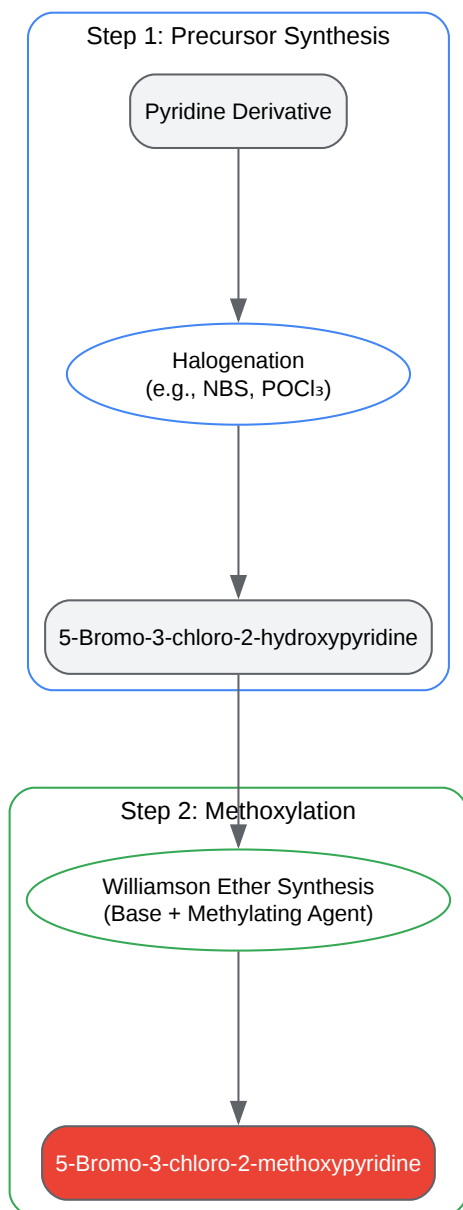 Step 1: Precursor Synthesis
Pyridine Derivative
Halogenation
(e.g., NBS, POCl₃)
5-Bromo-3-chloro-2-hydroxypyridine
Step 2: Methoxylation
Williamson Ether Synthesis
(Base + Methylating Agent)
5-Bromo-3-chloro-2-methoxypyridine